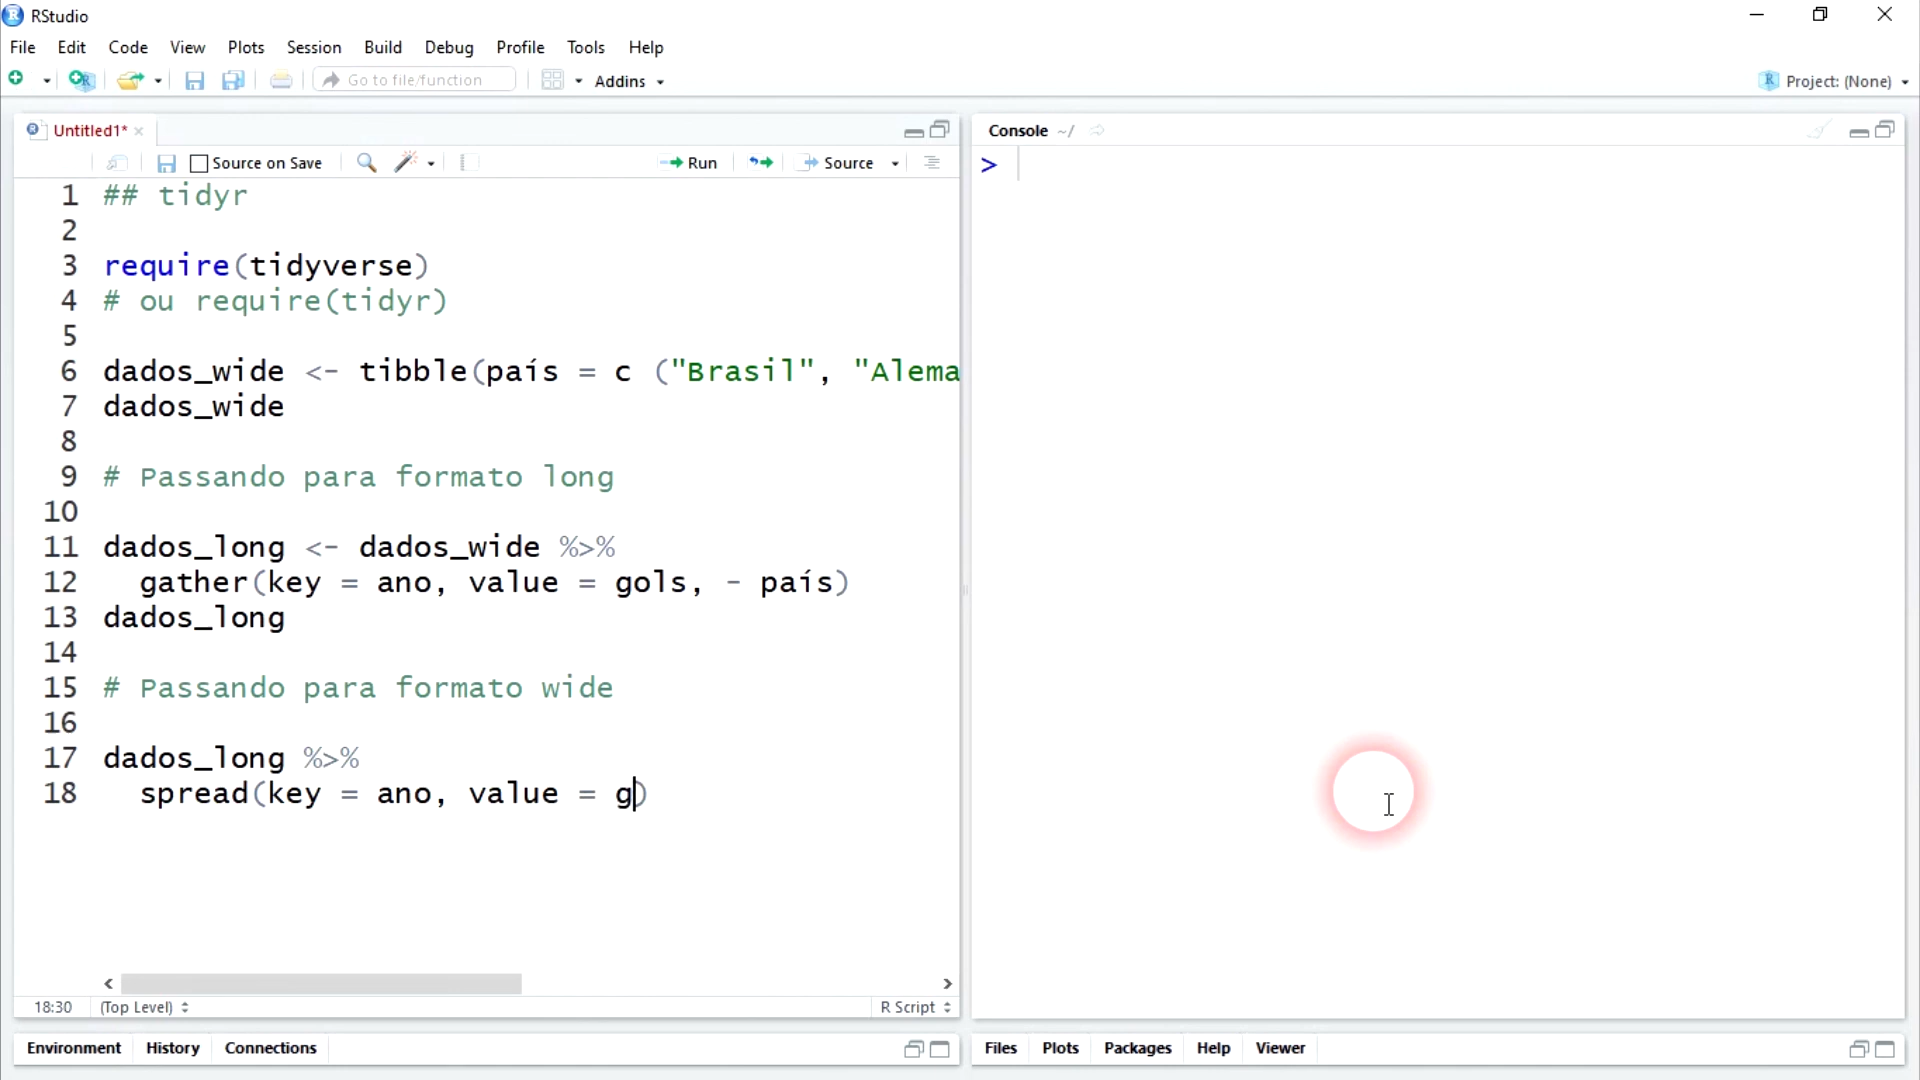 RStudio
File Edit Code View Plots Session Build Debug Profile Tools Help
Go to file/function Addins Project: (None)
Untitled1*
Source on Save Run Source
1 ## tidyr
2
3 require(tidyverse)
4 # ou require(tidyr)
5
6 dados_wide <- tibble(país = c ("Brasil", "Alema
7 dados_wide
8
9 # Passando para formato long
10
11 dados_long <- dados_wide %>%
12 gather(key = ano, value = gols, - país)
13 dados_long
14
15 # Passando para formato wide
16
17 dados_long %>%
18 spread(key = ano, value = g)
18:30 (Top Level) R Script
Environment History Connections
Console ~/
>
Files Plots Packages Help Viewer